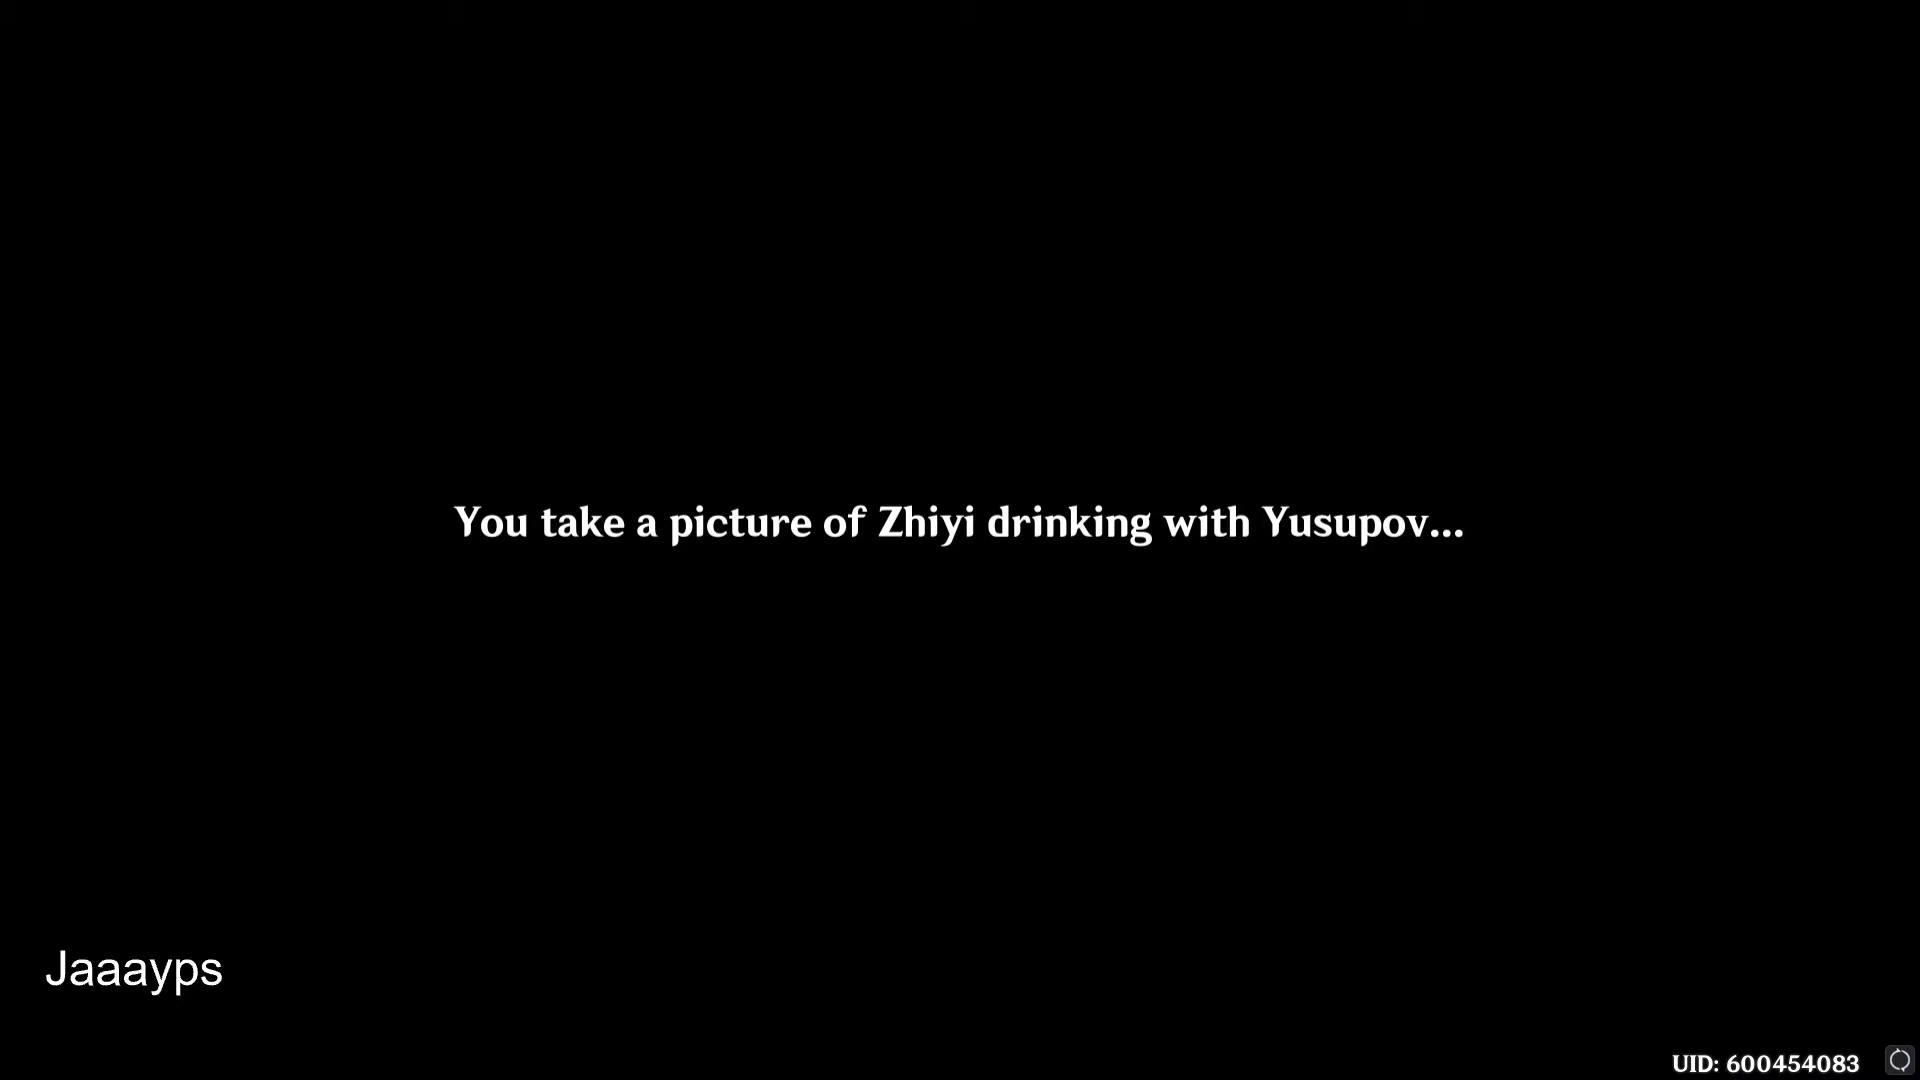 You take a picture of Zhiyi drinking with Yusupov...
Jaaayps
UID: 600454083